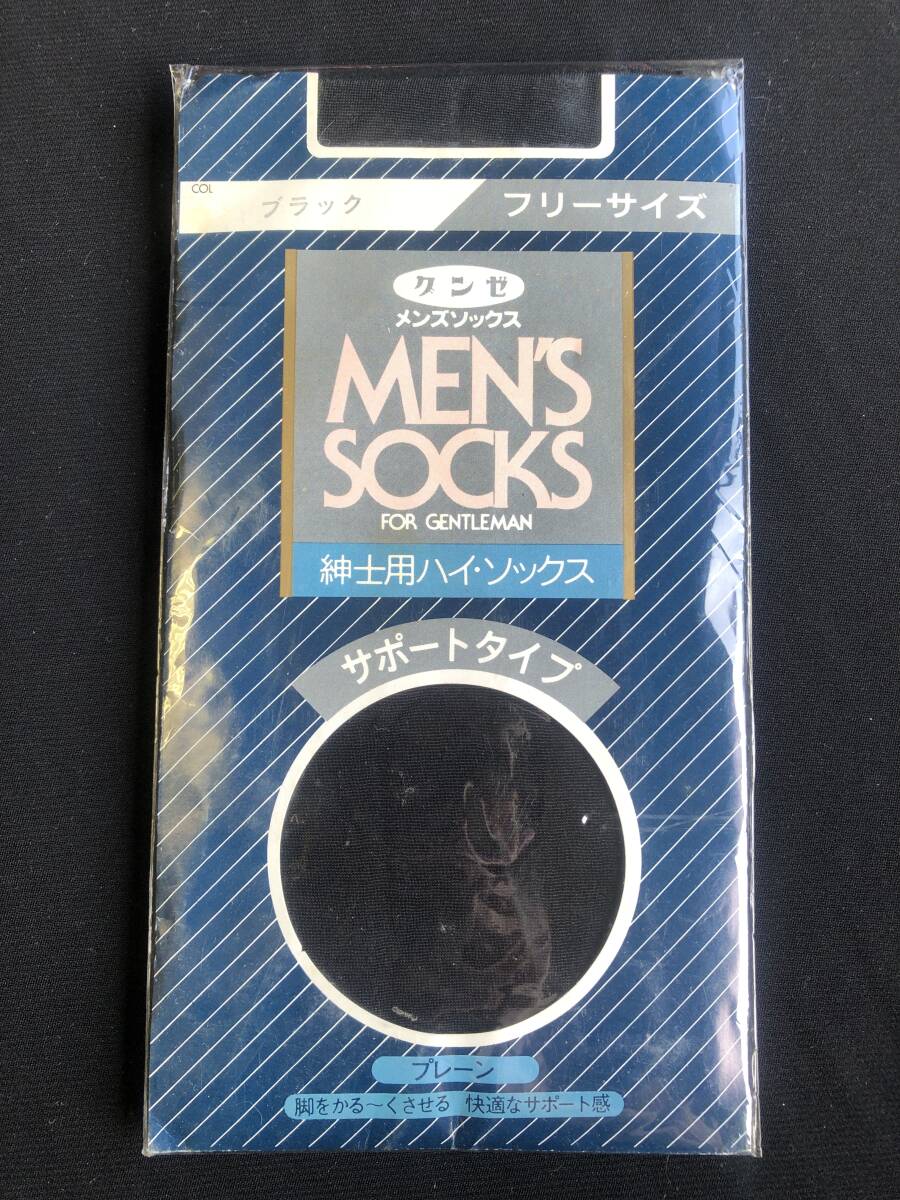 COL
ブラック
フリーサイズ
グンゼ
メンズソックス
MEN'S
SOCKS
FOR GENTLEMAN
紳士用ハイ・ソックス
サポートタイプ
プレーン
脚をかる〜くさせる 快適なサポート感